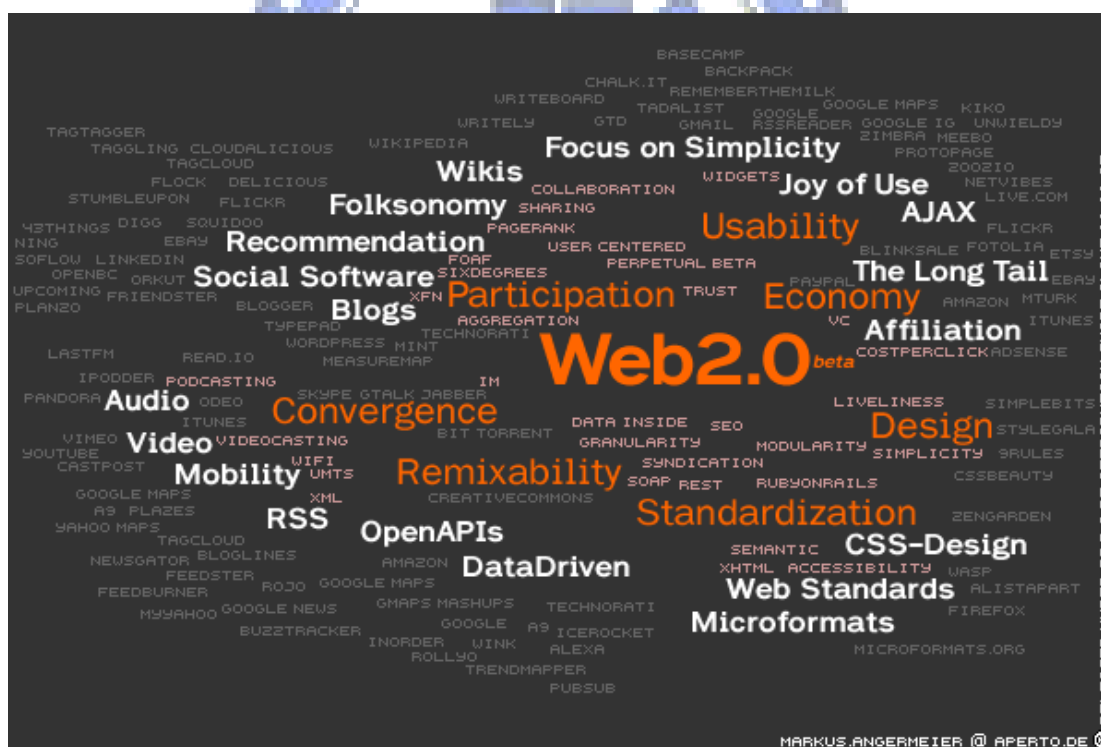 BASECAMP
BACKPACK
CHALK.IT
REMEMBERTHEMILK
WRITEBOARD
TADALIST
GOOGLE MAPS
KIKO
GOOGLE
RSSREADER
WRITELY
GTD
GMAIL
GOOGLE IG
UNWIELDY
TAGTAGGER
ZIMBRA
MEEBO
TAGGLING
CLOUDALICIOUS
WIKIPEDIA
Focus on Simplicity
PROTOPAGE
TAGCLOUD
ZOOZIO
Wikis
WIDGETS
FLOCK
DELICIOUS
COLLABORATION
Joy of Use
NETVIBES
STUMBLEUPON
FLICKR
Folksonomy
SHARING
AJAX
LIVE.COM
43THINGS
DIGG
SQUIDOO
PAGERANK
Usability
FLICKR
NING
EBAY
Recommendation
USER CENTERED
BLINKSALE
FOTOLIA
ETSY
SOFLOW
LINKEDIN
FOAF
PERPETUAL BETA
OPENBC
ORKUT
Social Software
SIXDEGREES
PAYPAL
The Long Tail
EBAY
UPCOMING
FRIENDSTER
XFN
Participation
TRUST
Economy
AMAZON
MTURK
PLANZO
BLOGGER
Blogs
AGGREGATION
VC
ITUNES
TYPEPAD
TECHNORATI
Affiliation
WORDPRESS
MINT
LASTFM
READ.IO
MEASUREMAP
Web2.0
beta
COSTPERCLICK
ADSENSE
IPODDER
PODCASTING
IM
PANDORA
Audio
ODEO
SKYPE GTALK JABBER
LIVELINESS
SIMPLEBITS
ITUNES
Convergence
DATA INSIDE
SEO
Design
STYLEGALA
VIMEO
Video
VIDEOCASTING
BIT TORRENT
GRANULARITY
MODULARITY
SIMPLICITY
9RULES
YOUTUBE
CASTPOST
WIFI
SYNDICATION
Mobility
UMTS
Remixability
SOAP
REST
RUBYONRAILS
CSSBEAUTY
GOOGLE MAPS
XML
CREATIVECOMMONS
A9
PLAZES
RSS
Standardization
ZENGARDEN
YAHOO MAPS
OpenAPIs
TAGCLOUD
NEWSGATOR
BLOGLINES
SEMANTIC
CSS-Design
FEEDSTER
AMAZON
DataDriven
XHTML
ACCESSIBILITY
WASP
FEEDBURNER
ROJO
GOOGLE MAPS
Web Standards
ALISTAPART
MYYAHOO
GOOGLE NEWS
GMAPS MASHUPS
TECHNORATI
FIREFOX
BUZZTRACKER
GOOGLE
A9
ICEROCKET
Microformats
INORDER
WINK
ALEXA
MICROFORMATS.ORG
ROLLYO
TRENDMAPPER
PUBSUB
MARKUS.ANGERMEIER @ APERTO.DE